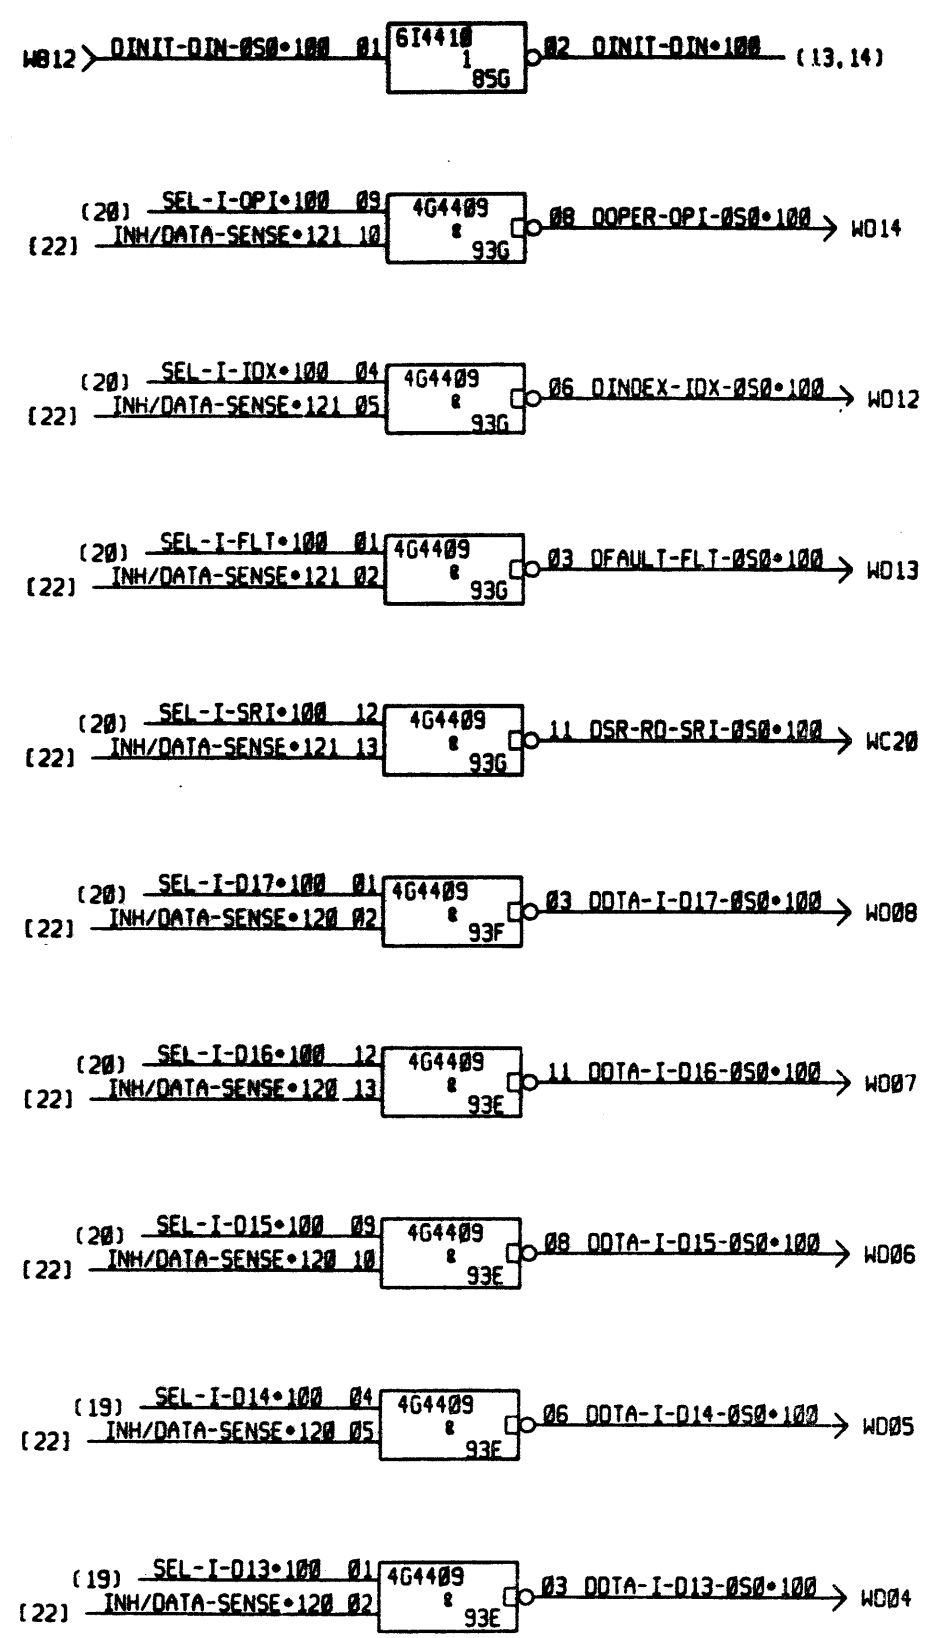 WB12 DINIT-DIN-0S0•100 01 6I4410 02 DINIT-DIN•100 (13,14)
1
85G
(20) SEL-I-OPI•100 09 4G4409 08 DOPER-OPI-0S0•100 WD14
[22] INH/DATA-SENSE•121 10 &
93G
(20) SEL-I-IDX•100 04 4G4409 06 DINDEX-IDX-0S0•100 WD12
[22] INH/DATA-SENSE•121 05 &
93G
(20) SEL-I-FLT•100 01 4G4409 03 DFAULT-FLT-0S0•100 WD13
[22] INH/DATA-SENSE•121 02 &
93G
(20) SEL-I-SRI•100 12 4G4409 11 DSR-RD-SRI-0S0•100 WC20
[22] INH/DATA-SENSE•121 13 &
93G
(20) SEL-I-D17•100 01 4G4409 03 DDTA-I-D17-0S0•100 WD08
[22] INH/DATA-SENSE•120 02 &
93F
(20) SEL-I-D16•100 12 4G4409 11 DDTA-I-D16-0S0•100 WD07
[22] INH/DATA-SENSE•120 13 &
93E
(20) SEL-I-D15•100 09 4G4409 08 DDTA-I-D15-0S0•100 WD06
[22] INH/DATA-SENSE•120 10 &
93E
(19) SEL-I-D14•100 04 4G4409 06 DDTA-I-D14-0S0•100 WD05
[22] INH/DATA-SENSE•120 05 &
93E
(19) SEL-I-D13•100 01 4G4409 03 DDTA-I-D13-0S0•100 WD04
[22] INH/DATA-SENSE•120 02 &
93E